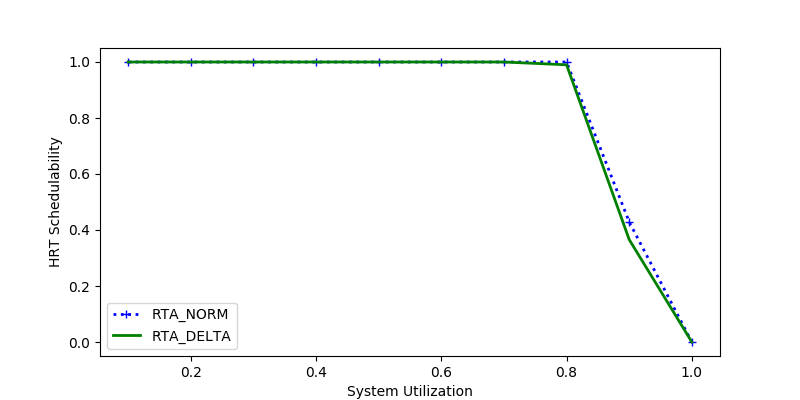 1.0
0.8
0.6
0.4
0.2
0.0
HRT Schedulability
RTA_NORM
RTA_DELTA
0.2 0.4 0.6 0.8 1.0
System Utilization